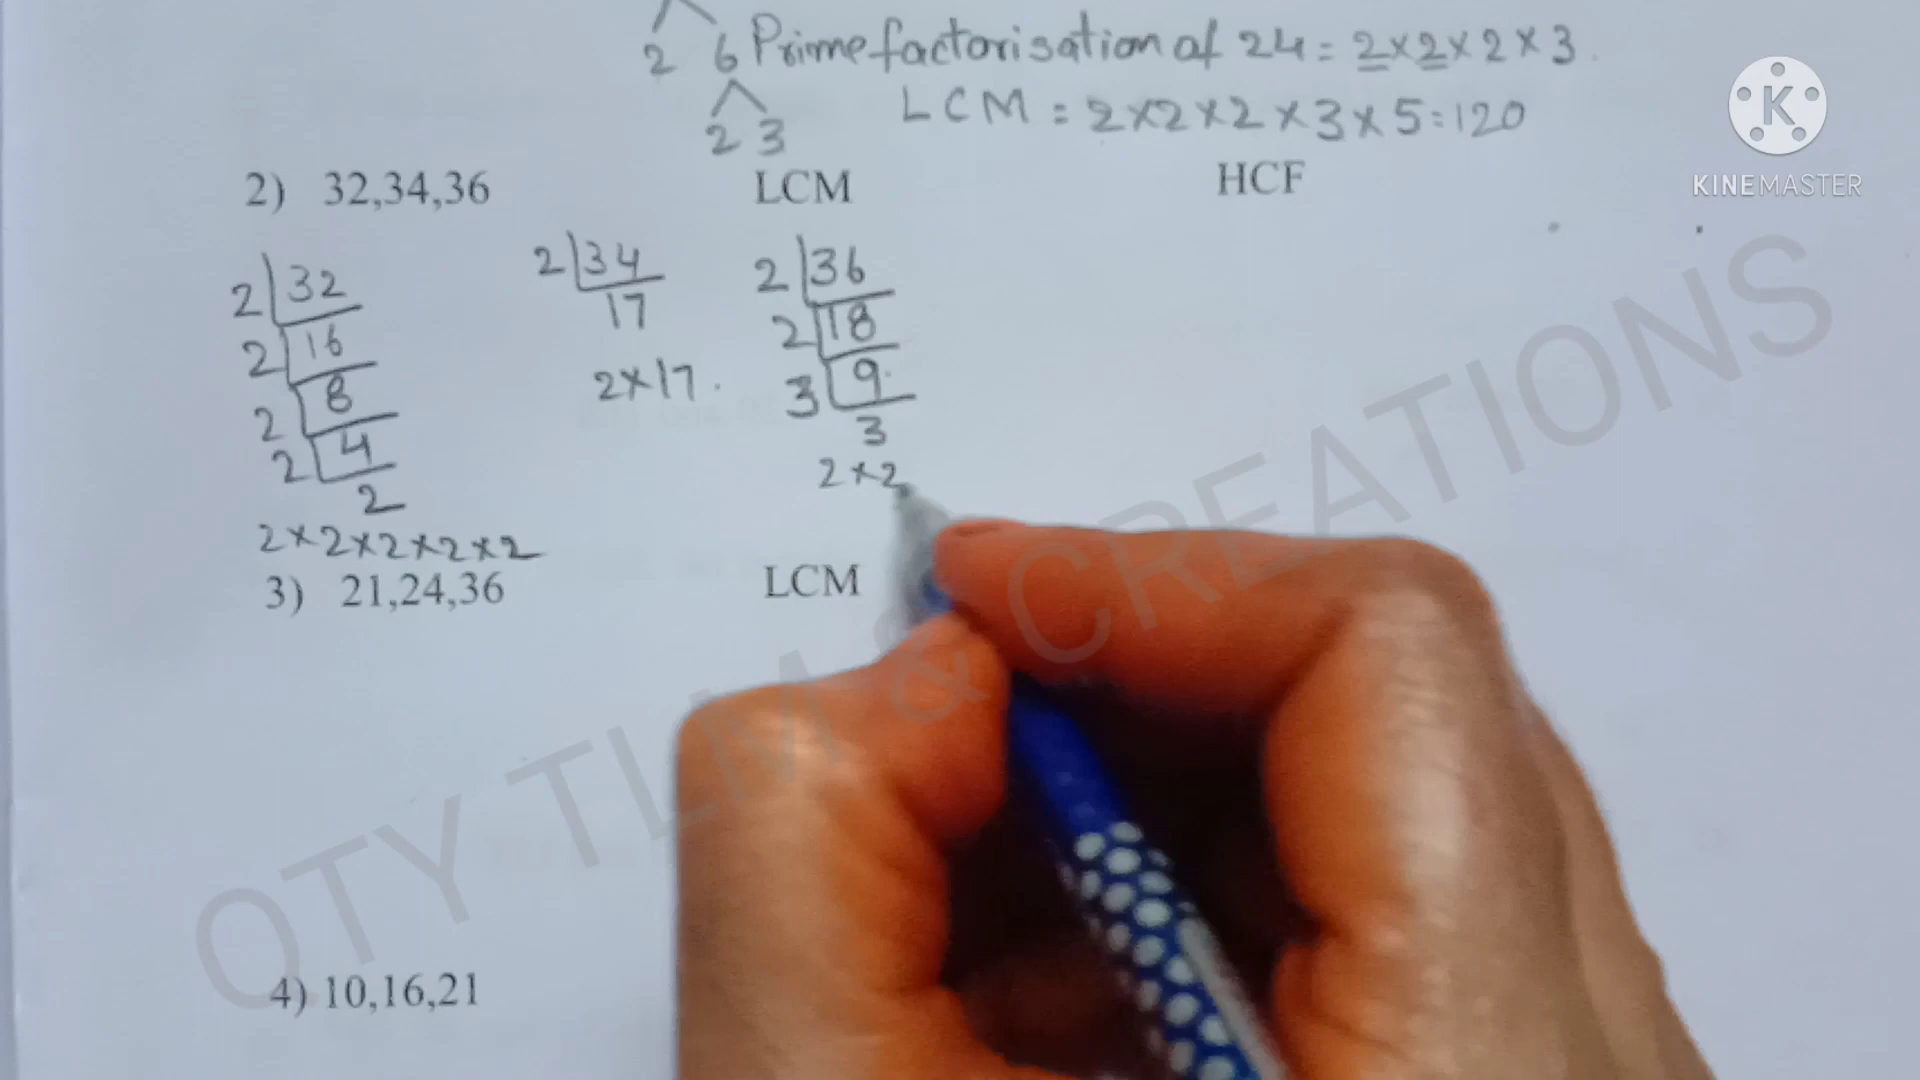 2 6 Prime factorisation of 24 = 2×2×2×3.
2 3 LCM = 2×2×2×3×5=120
K
KINEMASTER
2) 32,34,36 LCM HCF
2 32
2 16
2 8
2 4
2
2×2×2×2×2
2 34
17
2×17.
2 36
2 18
3 9
3
2×2
3) 21,24,36 LCM
4) 10,16,21
QTY TLM & CREATIONS